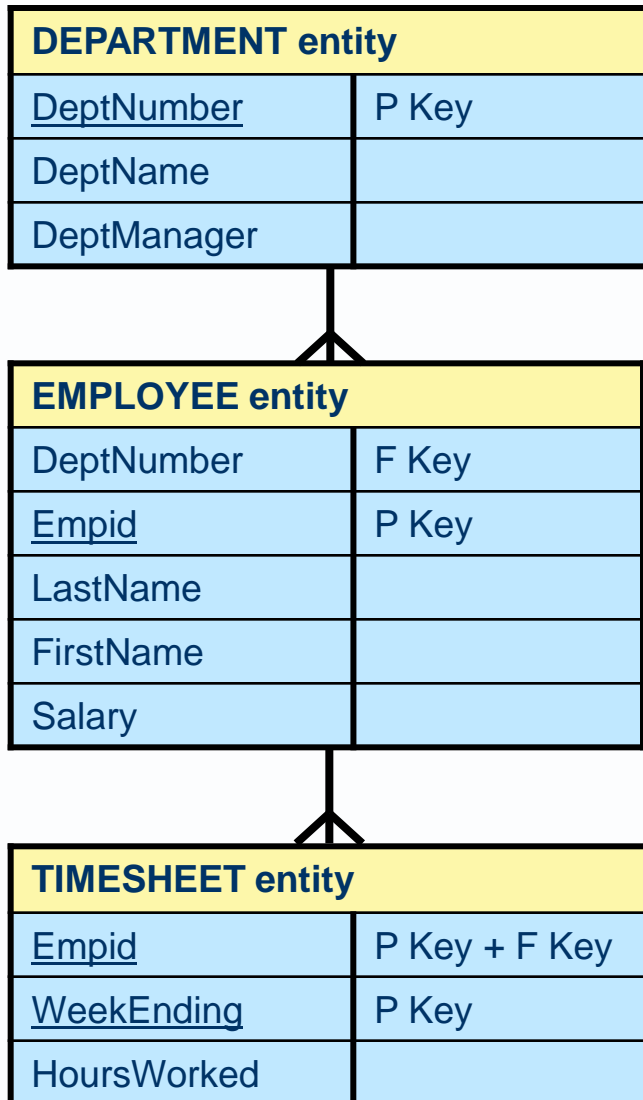 DEPARTMENT entity
DeptNumber P Key
DeptName
DeptManager
EMPLOYEE entity
DeptNumber F Key
Empid P Key
LastName
FirstName
Salary
TIMESHEET entity
Empid P Key + F Key
WeekEnding P Key
HoursWorked